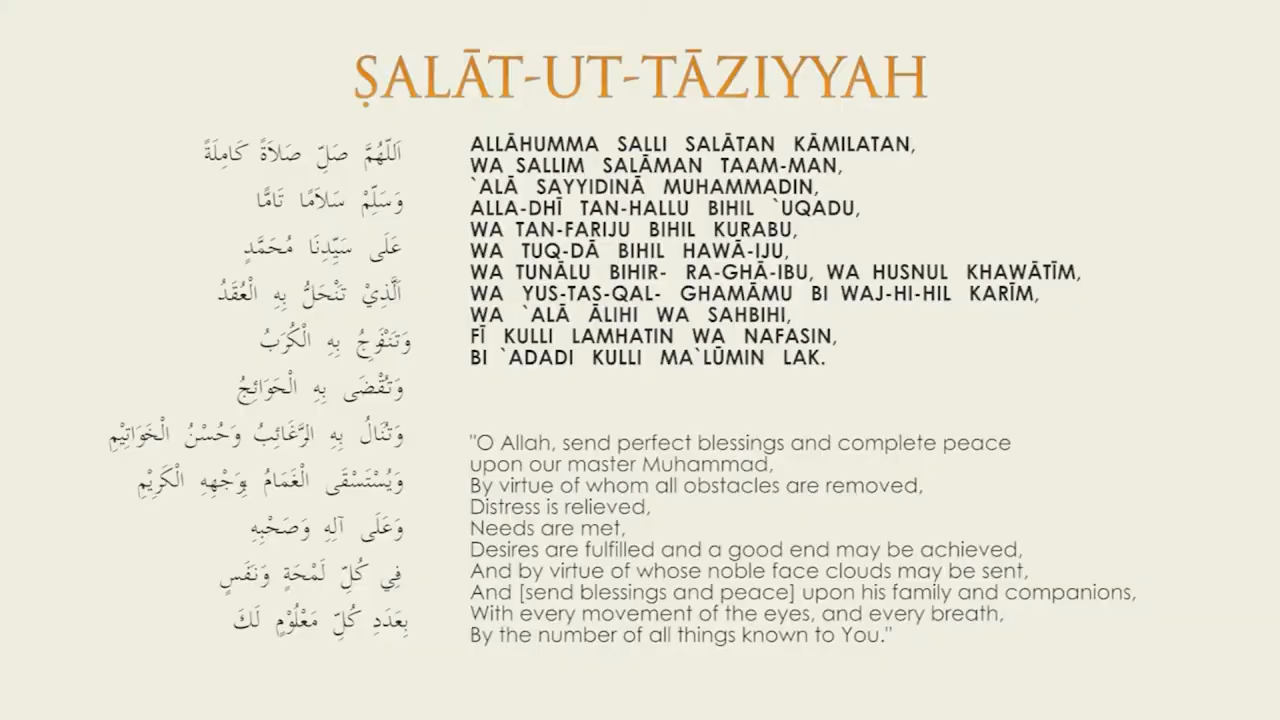 ṢALĀT-UT-TĀZIYYAH
اَللّٰهُمَّ صَلِّ صَلاَةً كَامِلَةً
وَسَلِّمْ سَلاَمًا تَامًّا
عَلَى سَيِّدِنَا مُحَمَّدٍ
اَلَّذِيْ تَنْحَلُّ بِهِ الْعُقَدُ
وَتَنْفَرِجُ بِهِ الْكُرَبُ
وَتُقْضَى بِهِ الْحَوَائِجُ
وَتُنَالُ بِهِ الرَّغَائِبُ وَحُسْنُ الْخَوَاتِيْمِ
وَيُسْتَسْقَى الْغَمَامُ بِوَجْهِهِ الْكَرِيْمِ
وَعَلَى آلِهِ وَصَحْبِهِ
فِي كُلِّ لَمْحَةٍ وَنَفَسٍ
بِعَدَدِ كُلِّ مَعْلُوْمٍ لَكَ
ALLĀHUMMA SALLI SALĀTAN KĀMILATAN,
WA SALLIM SALĀMAN TAAM-MAN,
`ALĀ SAYYIDINĀ MUHAMMADIN,
ALLA-DHĪ TAN-HALLU BIHIL `UQADU,
WA TAN-FARIJU BIHIL KURABU,
WA TUQ-DĀ BIHIL HAWĀ-IJU,
WA TUNĀLU BIHIR- RA-GHĀ-IBU, WA HUSNUL KHAWĀTĪM,
WA YUS-TAS-QAL- GHAMĀMU BI WAJ-HI-HIL KARĪM,
WA `ALĀ ĀLIHI WA SAHBIHI,
FĪ KULLI LAMHATIN WA NAFASIN,
BI `ADADI KULLI MA`LŪMIN LAK.
"O Allah, send perfect blessings and complete peace
upon our master Muhammad,
By virtue of whom all obstacles are removed,
Distress is relieved,
Needs are met,
Desires are fulfilled and a good end may be achieved,
And by virtue of whose noble face clouds may be sent,
And [send blessings and peace] upon his family and companions,
With every movement of the eyes, and every breath,
By the number of all things known to You."